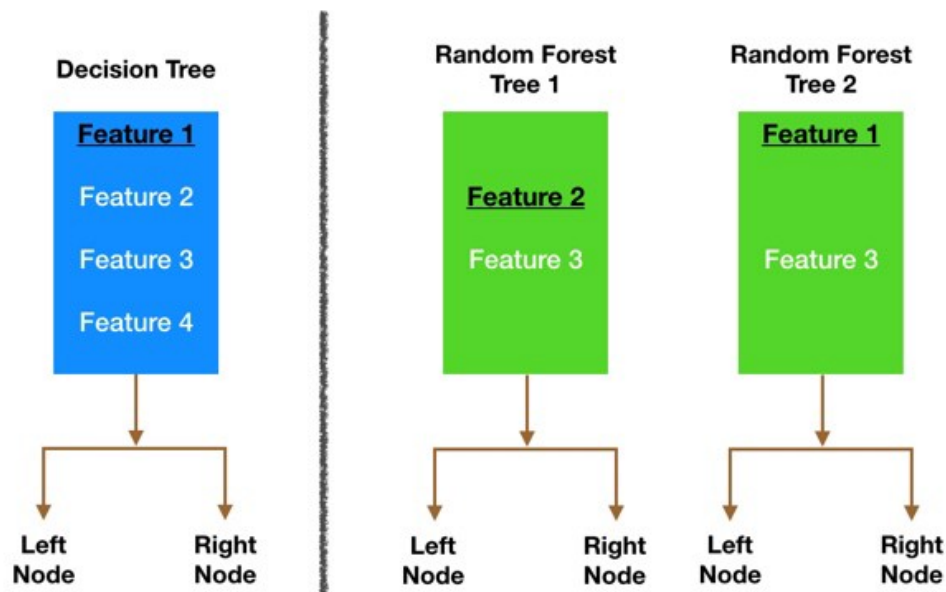 Decision Tree
Feature 1
Feature 2
Feature 3
Feature 4
Left
Node
Right
Node
Random Forest
Tree 1
Feature 2
Feature 3
Left
Node
Right
Node
Random Forest
Tree 2
Feature 1
Feature 3
Left
Node
Right
Node